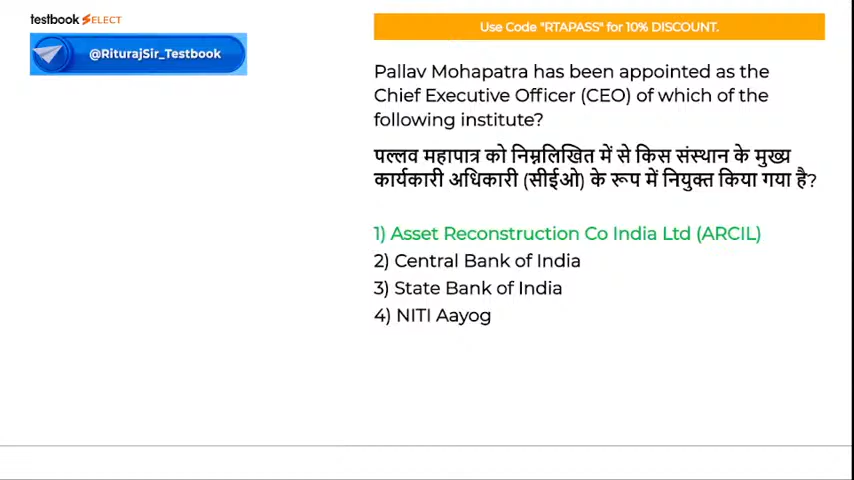 testbook SELECT
Use Code "RTAPASS" for 10% DISCOUNT.
@RiturajSir_Testbook
Pallav Mohapatra has been appointed as the
Chief Executive Officer (CEO) of which of the
following institute?
पल्लव महापात्र को निम्नलिखित में से किस संस्थान के मुख्य
कार्यकारी अधिकारी (सीईओ) के रूप में नियुक्त किया गया है?
1) Asset Reconstruction Co India Ltd (ARCIL)
2) Central Bank of India
3) State Bank of India
4) NITI Aayog